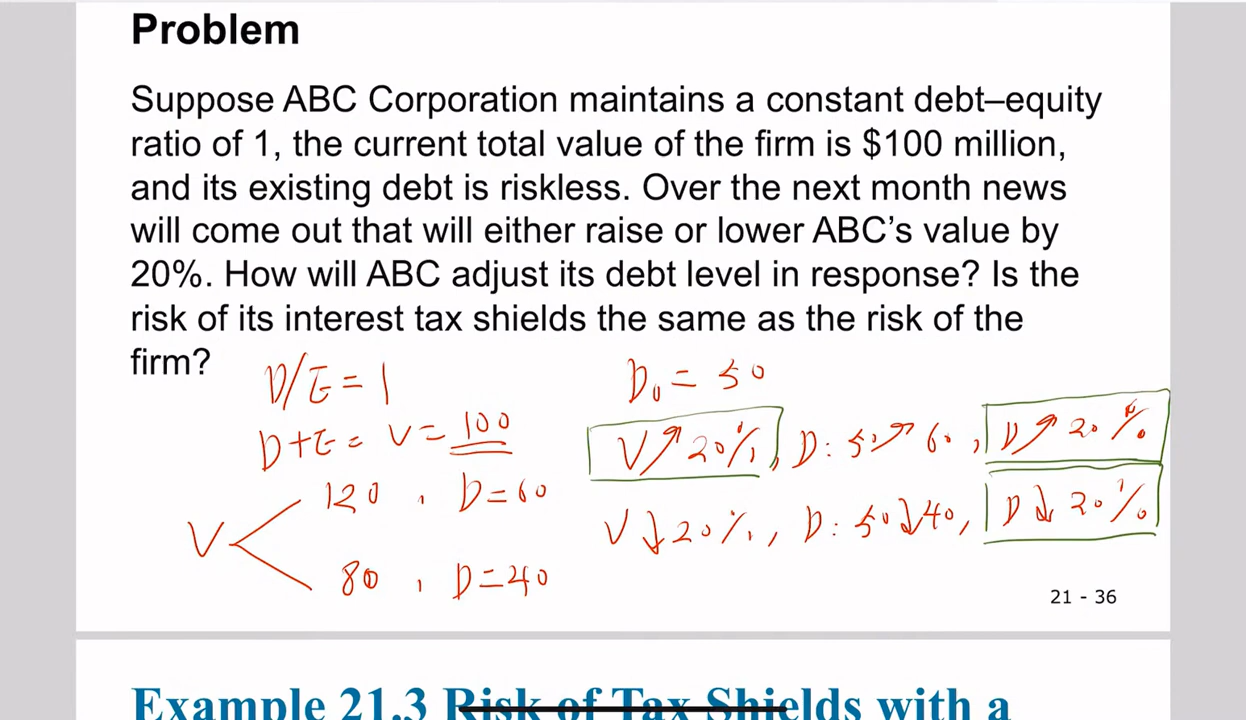 Problem
Suppose ABC Corporation maintains a constant debt–equity
ratio of 1, the current total value of the firm is $100 million,
and its existing debt is riskless. Over the next month news
will come out that will either raise or lower ABC’s value by
20%. How will ABC adjust its debt level in response? Is the
risk of its interest tax shields the same as the risk of the
firm?
D/E = 1
D+E = V = 100
V
120 , D=60
80 , D=40
D₀ = 50
V↗20%, D: 50↗60, D↗20%
V↓20%, D: 50↓40, D↓20%
21 - 36
Example 21.3 Risk of Tax Shields with a